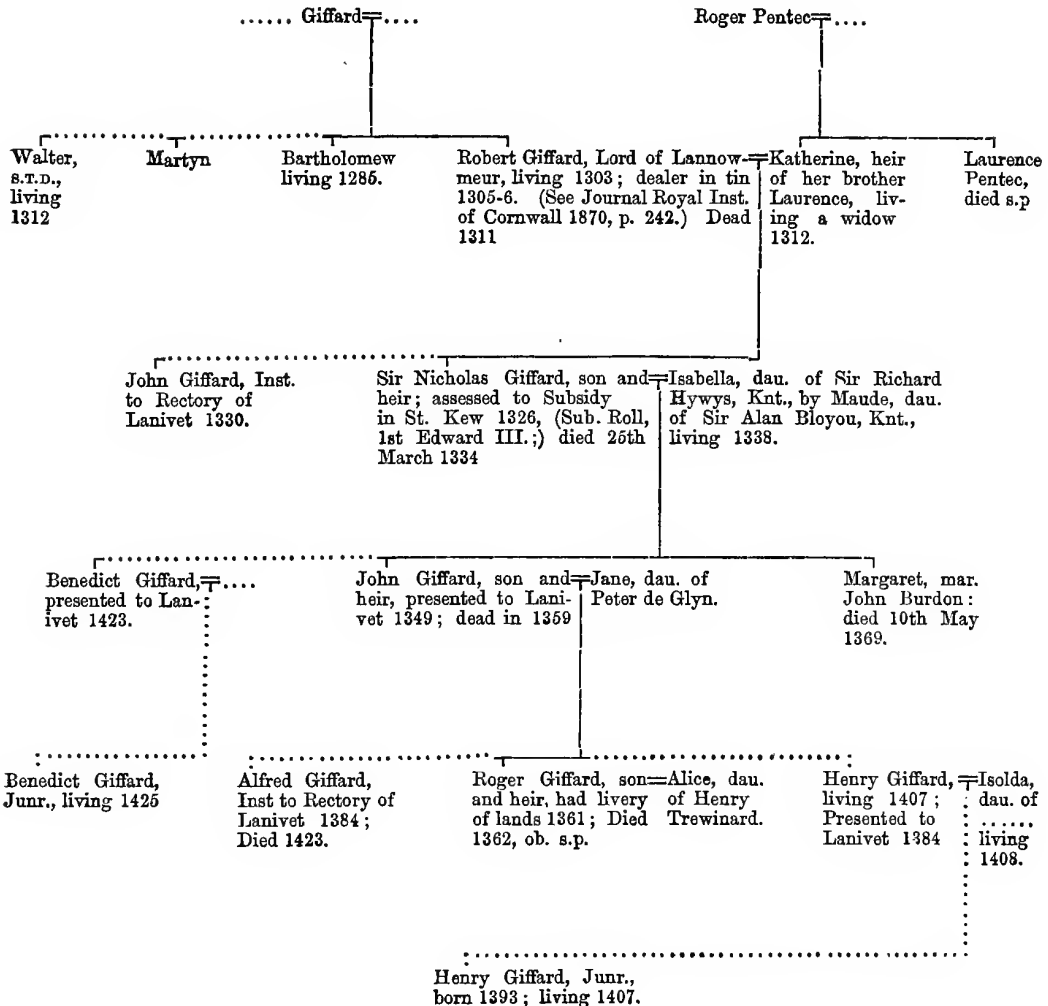 ...... Giffard=....
Roger Pentec=....
Walter,
S.T.D.,
living
1312
Martyn
Bartholomew
living 1285.
Robert Giffard, Lord of Lannow-
meur, living 1303; dealer in tin
1305-6. (See Journal Royal Inst.
of Cornwall 1870, p. 242.) Dead
1311
=Katherine, heir
of her brother
Laurence, liv-
ing a widow
1312.
Laurence
Pentec,
died s.p
John Giffard, Inst.
to Rectory of
Lanivet 1330.
Sir Nicholas Giffard, son and
heir; assessed to Subsidy
in St. Kew 1326, (Sub. Roll,
1st Edward III.;) died 25th
March 1334
=Isabella, dau. of Sir Richard
Hywys, Knt., by Maude, dau.
of Sir Alan Bloyou, Knt.,
living 1338.
Benedict Giffard,=....
presented to Lan-
ivet 1423.
John Giffard, son and
heir, presented to Lani-
vet 1349; dead in 1359
=Jane, dau. of
Peter de Glyn.
Margaret, mar.
John Burdon:
died 10th May
1369.
Benedict Giffard,
Junr., living 1425
Alfred Giffard,
Inst to Rectory of
Lanivet 1384;
Died 1423.
Roger Giffard, son
and heir, had livery
of lands 1361; Died
1362, ob. s.p.
=Alice, dau.
of Henry
Trewinard.
Henry Giffard,
living 1407;
Presented to
Lanivet 1384
=Isolda,
dau. of
......
living
1408.
Henry Giffard, Junr.,
born 1393; living 1407.